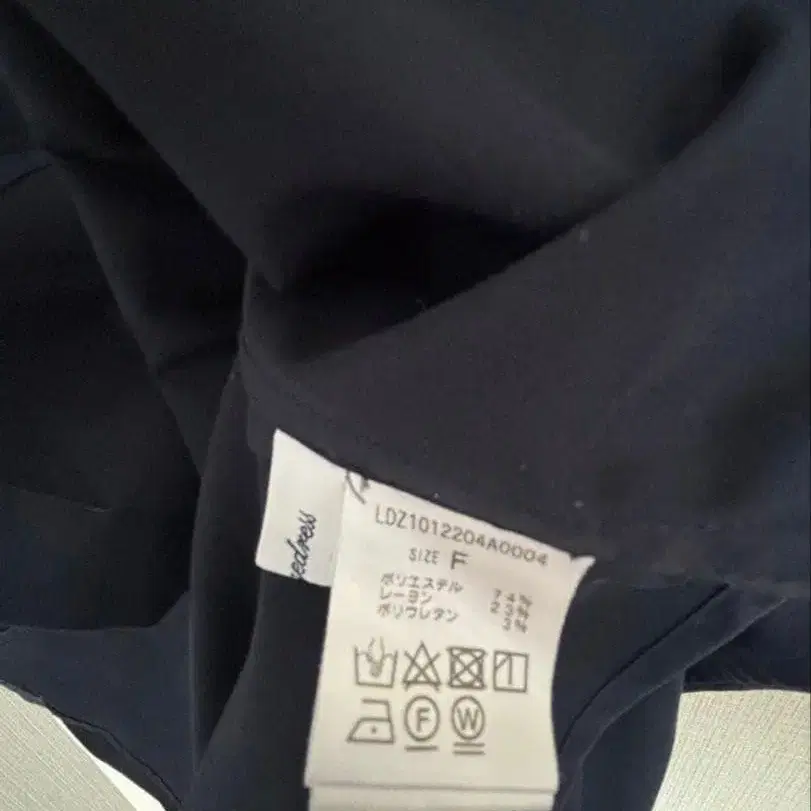 LDZ1012204A0004
SIZE F
ポリエステル 74%
レーヨン 23%
ポリウレタン 3%
F W